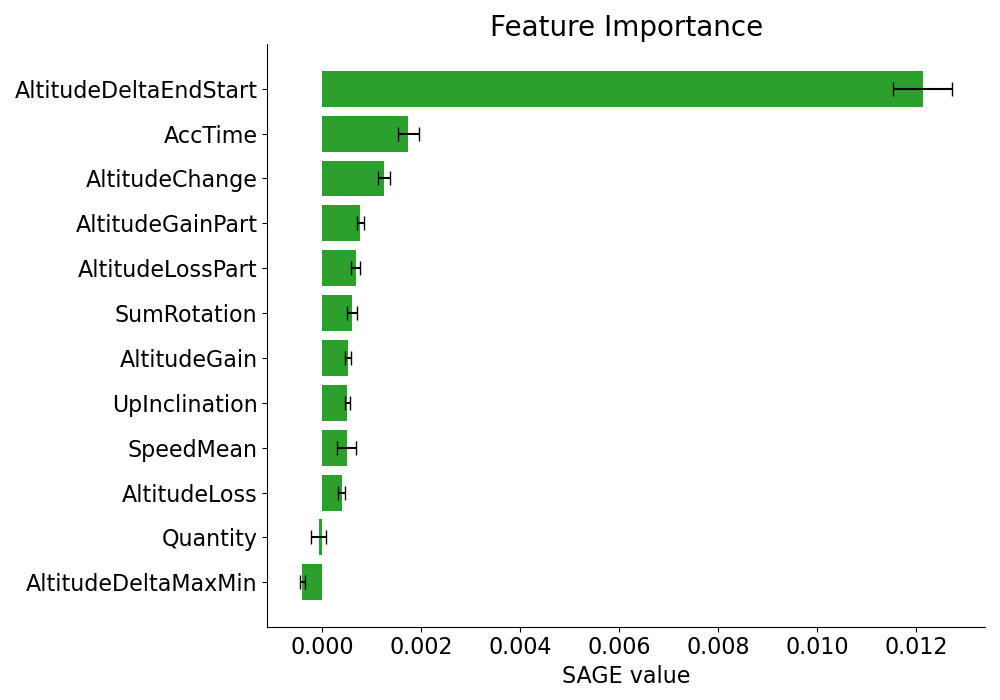 Feature Importance
AltitudeDeltaEndStart
AccTime
AltitudeChange
AltitudeGainPart
AltitudeLossPart
SumRotation
AltitudeGain
UpInclination
SpeedMean
AltitudeLoss
Quantity
AltitudeDeltaMaxMin
0.000 0.002 0.004 0.006 0.008 0.010 0.012
SAGE value